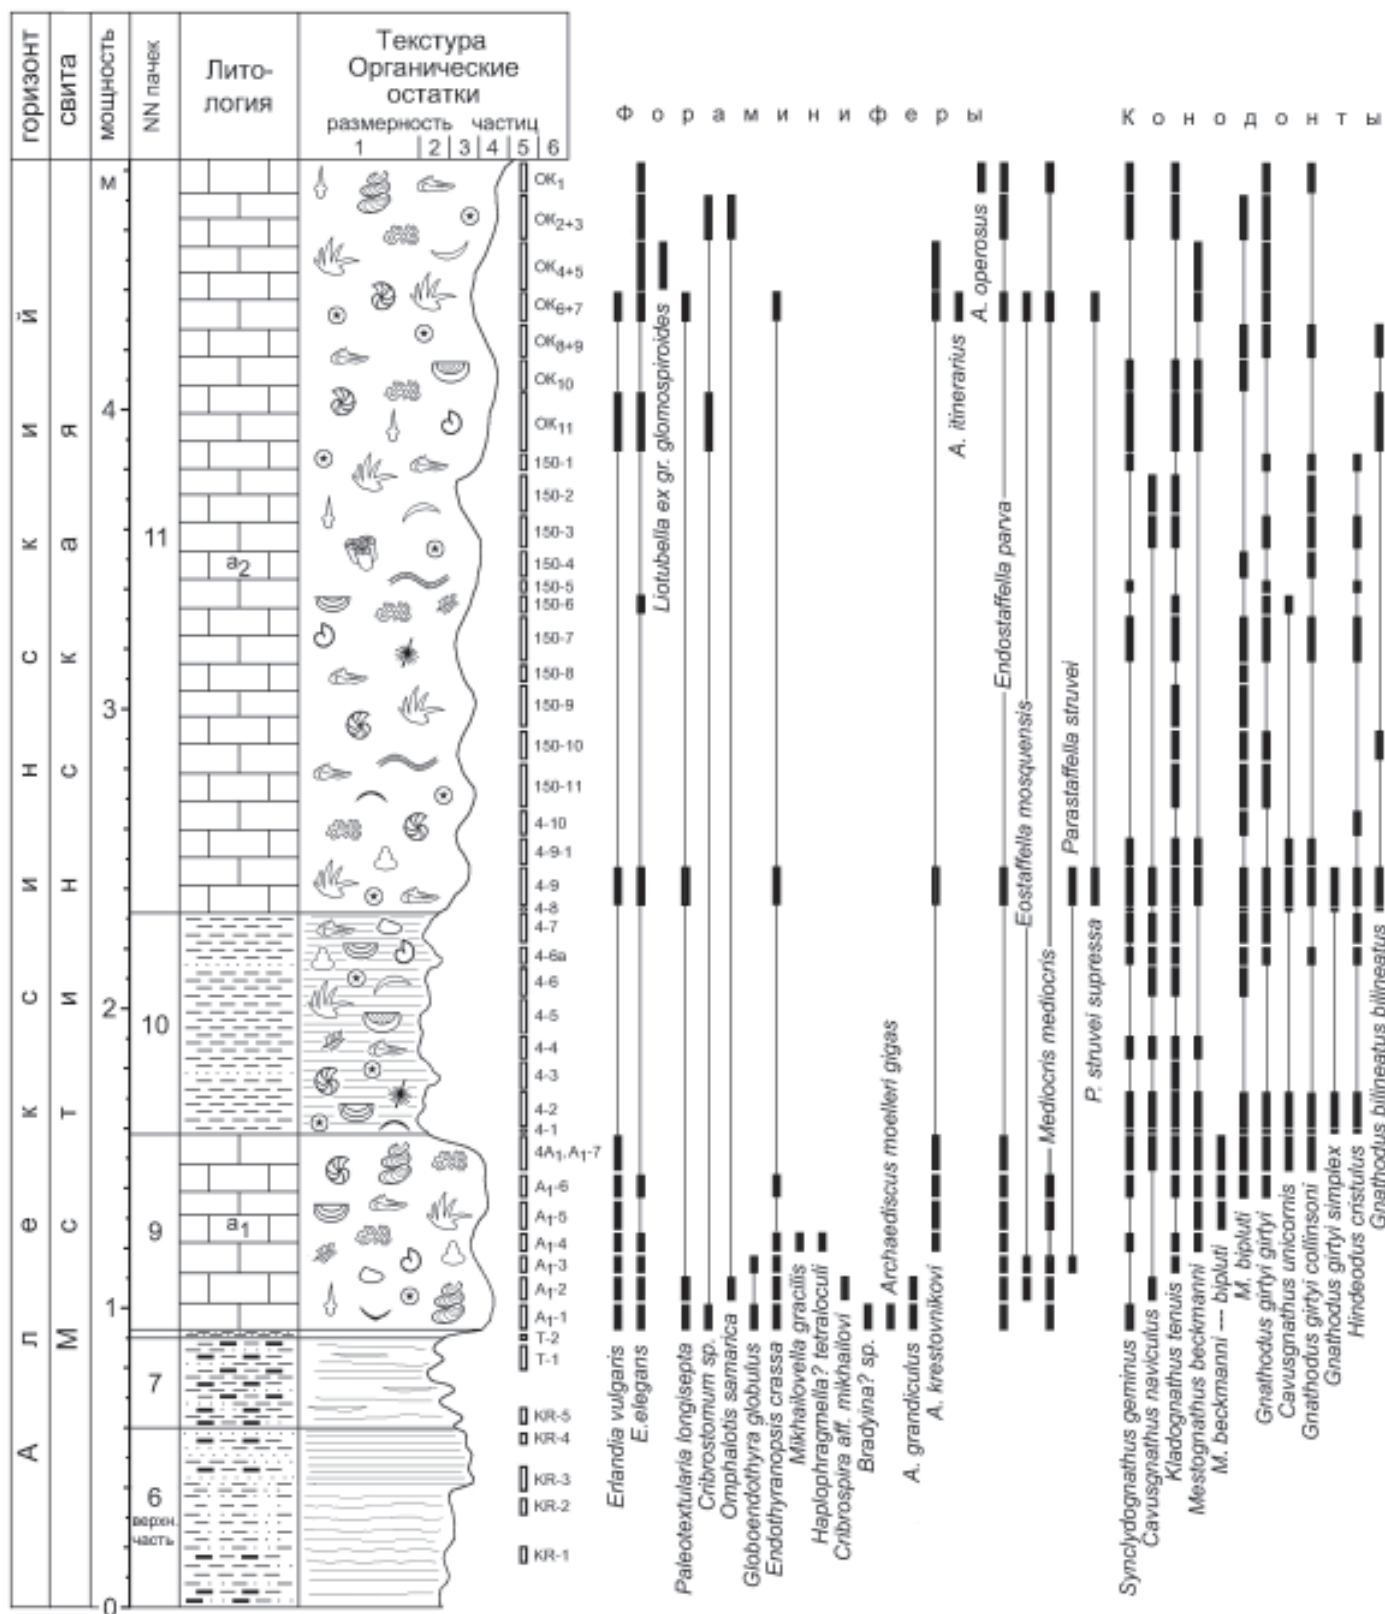 горизонт
свита
мощность
NN пачек
Лито-
логия
Текстура
Органические
остатки
размерность частиц
1 2 3 4 5 6
Фораминиферы
Конодонты
Алексинский
Мстинская свита
м
4
3
2
1
0
11
a2
10
9
a1
7
6
верхн.
часть
OK1
OK2+3
OK4+5
OK6+7
OK8+9
OK10
OK11
150-1
150-2
150-3
150-4
150-5
150-6
150-7
150-8
150-9
150-10
150-11
4-10
4-9-1
4-9
4-8
4-7
4-6a
4-6
4-5
4-4
4-3
4-2
4-1
4A1.A1-7
A1-6
A1-5
A1-4
A1-3
A1-2
A1-1
T-2
T-1
KR-5
KR-4
KR-3
KR-2
KR-1
Erlandia vulgaris
E.elegans
Liotubella ex gr. glomospiroides
Paleotextularia longisepta
Cribrostomum sp.
Omphalotis samarica
Globoendothyra globulus
Endothyranopsis crassa
Mikhailovella gracilis
Haplophragmella? tetraloculi
Cribrospira aff. mikhailovi
Bradyina? sp.
Archaediscus moelleri gigas
A. grandiculus
A. krestovnikovi
A. itinerarius
A. operosus
Endostaffella parva
Eostaffella mosquensis
Mediocris mediocris
Parastaffella struvei
P. struvei supressa
Synclydognathus geminus
Cavusgnathus naviculus
Kladognathus tenuis
Mestognathus beckmanni
M. beckmanni --- bipluti
M. bipluti
Gnathodus girtyi girtyi
Cavusgnathus unicornis
Gnathodus girtyi collinsoni
Gnathodus girtyi simplex
Hindeodus cristulus
Gnathodus bilineatus bilineatus